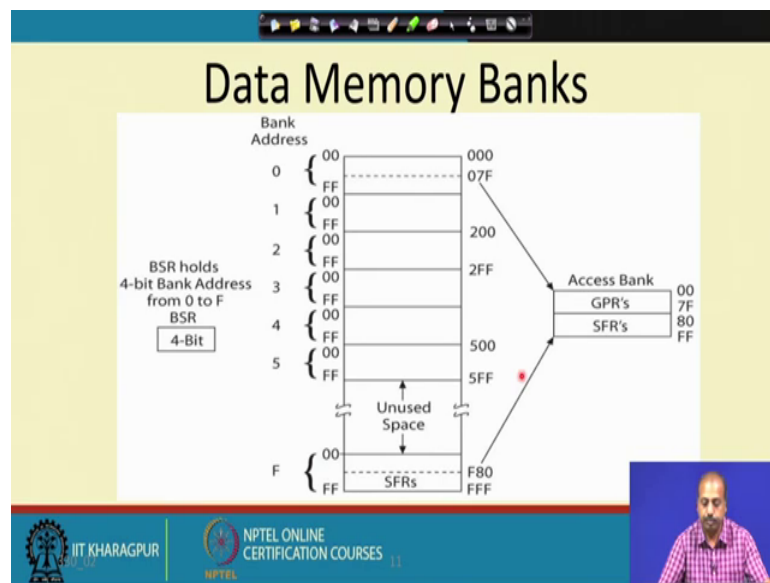 Data Memory Banks
Bank
Address
0
00
FF
000
07F
1
00
FF
200
2
00
FF
2FF
3
00
FF
4
00
FF
500
5
00
FF
5FF
BSR holds
4-bit Bank Address
from 0 to F
BSR
4-Bit
Unused
Space
F
00
FF
SFRs
F80
FFF
Access Bank
GPR's
SFR's
00
7F
80
FF
IIT KHARAGPUR
NPTEL
NPTEL ONLINE
CERTIFICATION COURSES
11